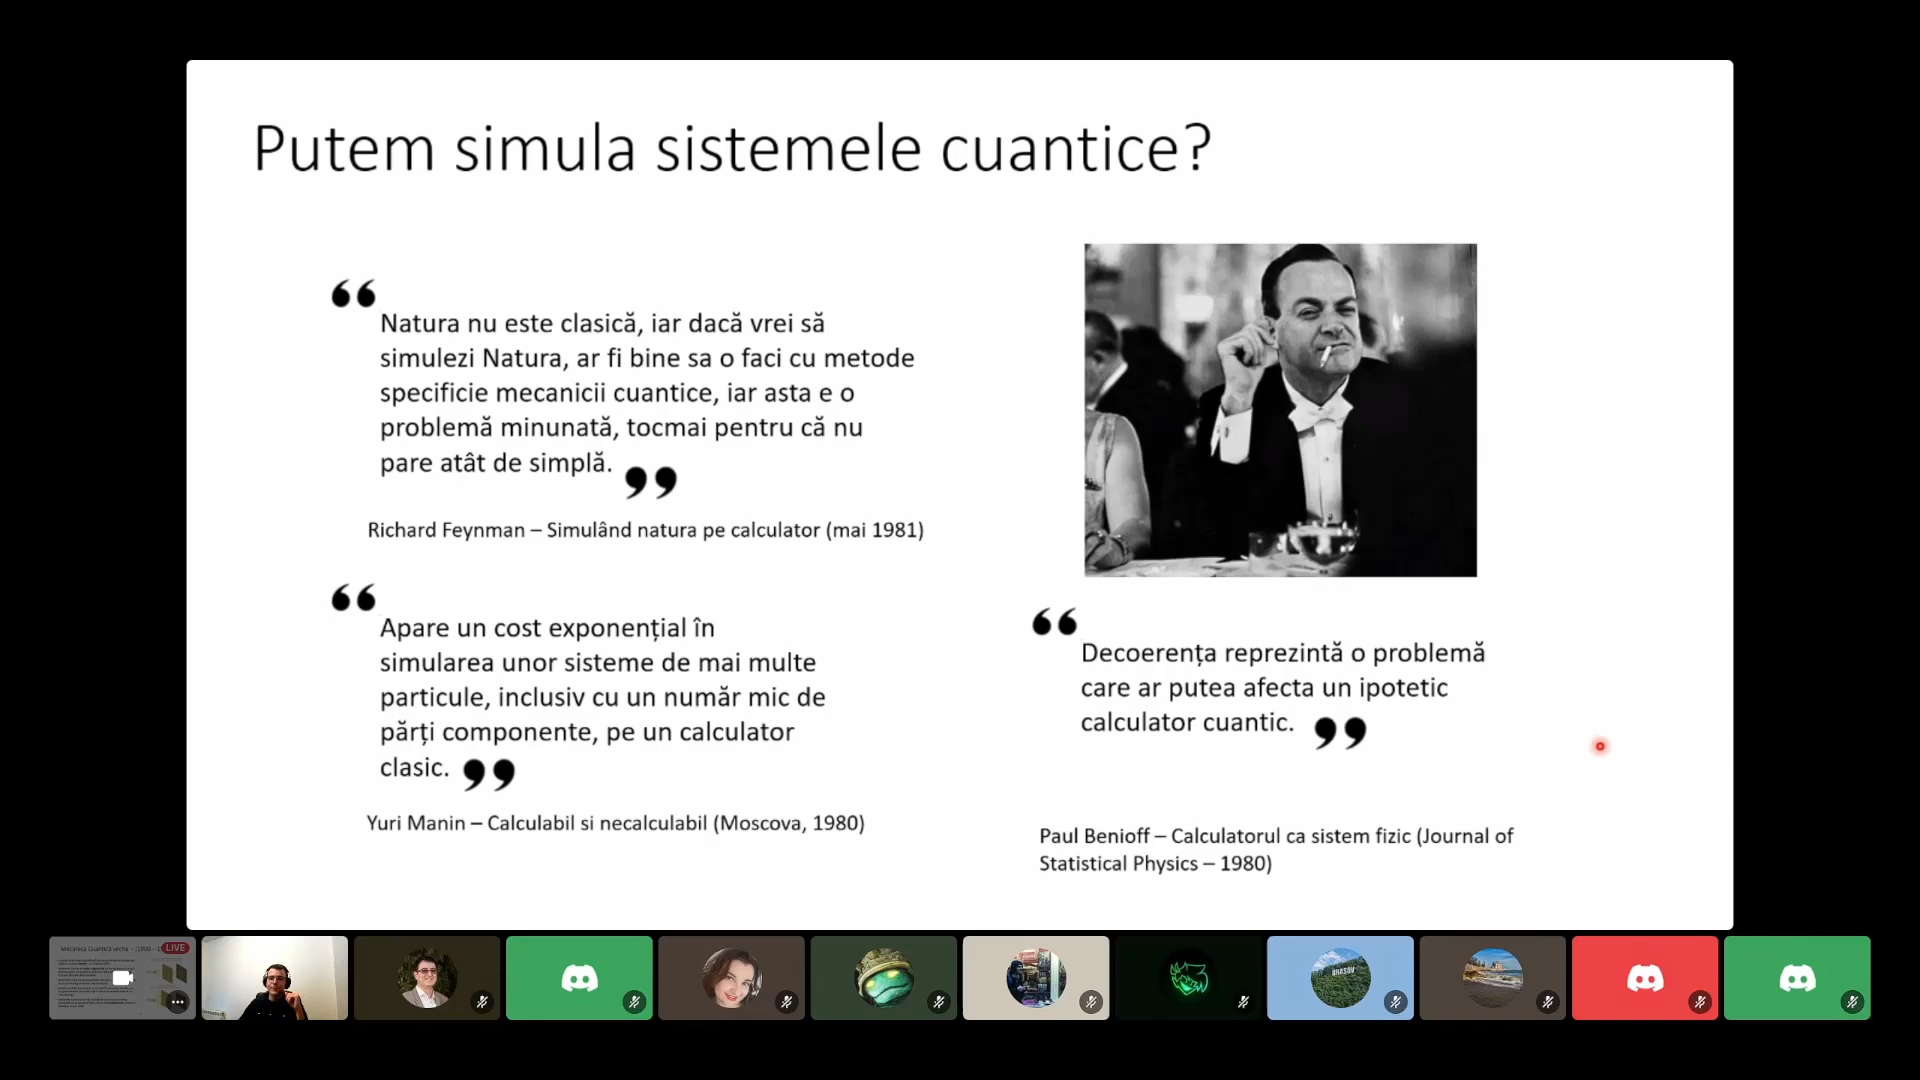 Putem simula sistemele cuantice?
“
Natura nu este clasică, iar dacă vrei să
simulezi Natura, ar fi bine sa o faci cu metode
specificie mecanicii cuantice, iar asta e o
problemă minunată, tocmai pentru că nu
pare atât de simplă. ”
Richard Feynman – Simulând natura pe calculator (mai 1981)
“
Apare un cost exponențial în
simularea unor sisteme de mai multe
particule, inclusiv cu un număr mic de
părți componente, pe un calculator
clasic. ”
Yuri Manin – Calculabil si necalculabil (Moscova, 1980)
“
Decoerența reprezintă o problemă
care ar putea afecta un ipotetic
calculator cuantic. ”
Paul Benioff – Calculatorul ca sistem fizic (Journal of
Statistical Physics – 1980)
Mecanică Cuantică veche – (1900 –
LIVE
BRASOV